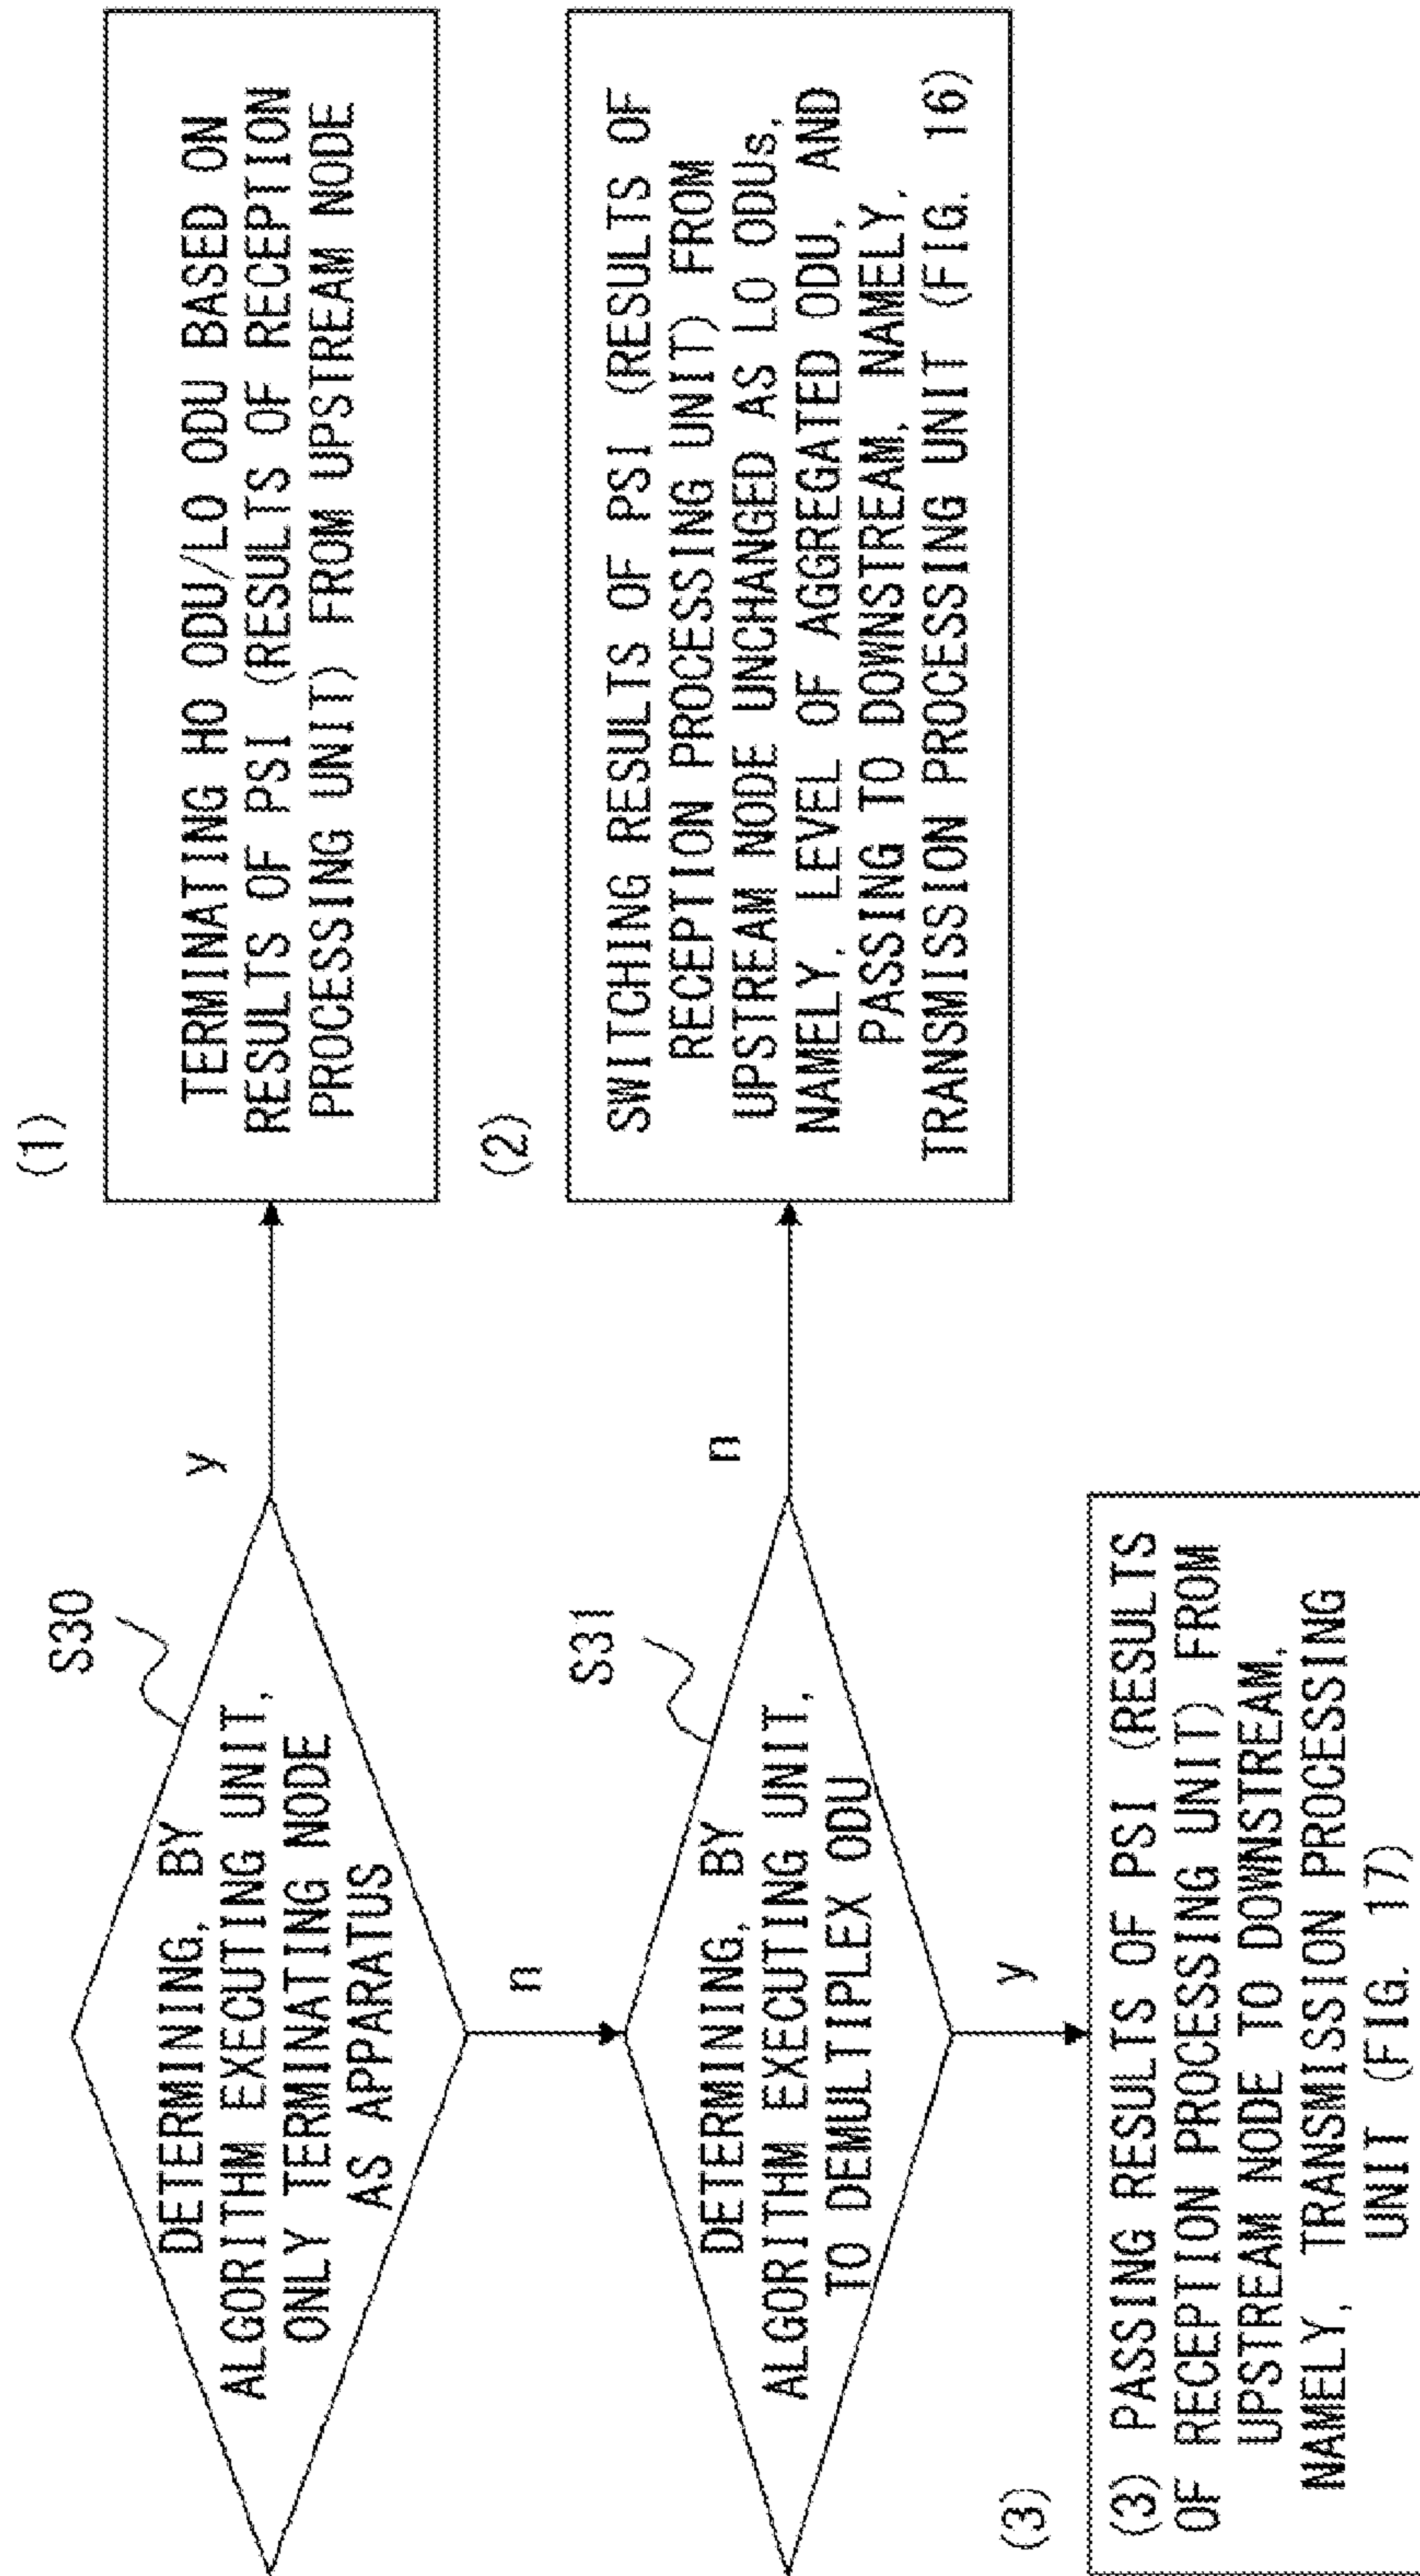 S30
DETERMINING, BY
ALGORITHM EXECUTING UNIT,
ONLY TERMINATING NODE
AS APPARATUS
y
n
(1)
TERMINATING HO ODU/LO ODU BASED ON
RESULTS OF PSI (RESULTS OF RECEPTION
PROCESSING UNIT) FROM UPSTREAM NODE
S31
DETERMINING, BY
ALGORITHM EXECUTING UNIT,
TO DEMULTIPLEX ODU
n
y
(2)
SWITCHING RESULTS OF PSI (RESULTS OF
RECEPTION PROCESSING UNIT) FROM
UPSTREAM NODE UNCHANGED AS LO ODUs,
NAMELY, LEVEL OF AGGREGATED ODU, AND
PASSING TO DOWNSTREAM, NAMELY,
TRANSMISSION PROCESSING UNIT (FIG. 16)
(3)
(3) PASSING RESULTS OF PSI (RESULTS
OF RECEPTION PROCESSING UNIT) FROM
UPSTREAM NODE TO DOWNSTREAM,
NAMELY, TRANSMISSION PROCESSING
UNIT (FIG. 17)